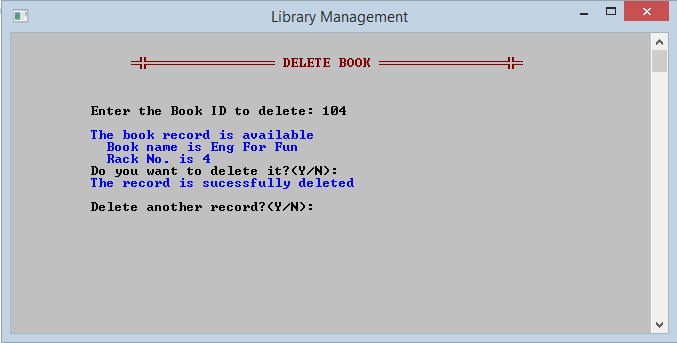 Library Management
DELETE BOOK
Enter the Book ID to delete: 104
The book record is available
Book name is Eng For Fun
Rack No. is 4
Do you want to delete it?(Y/N):
The record is sucessfully deleted
Delete another record?(Y/N):